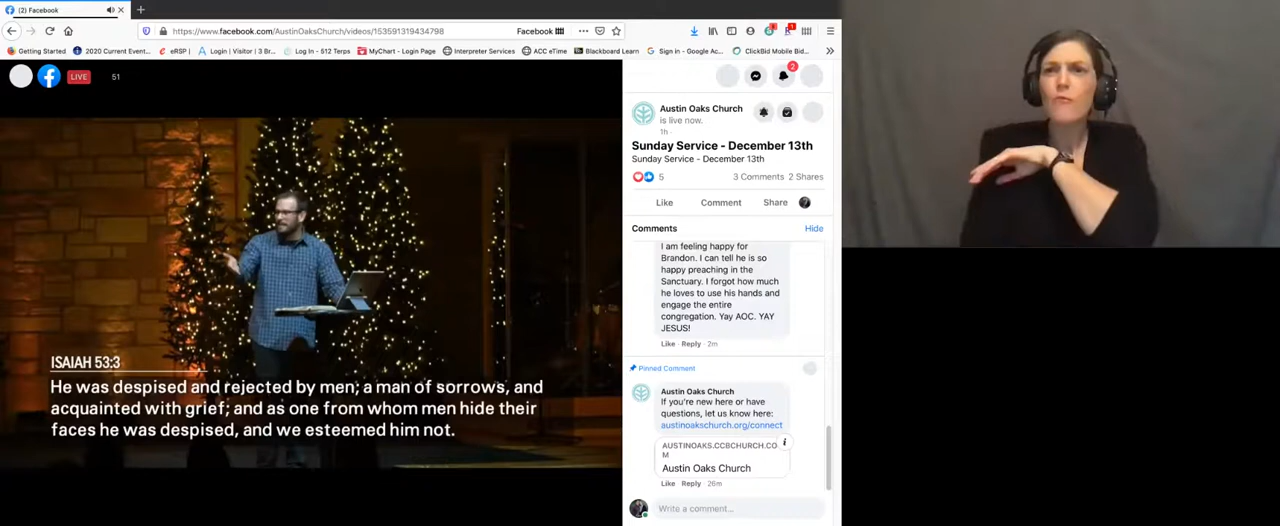 (2) Facebook
https://www.facebook.com/AustinOaksChurch/videos/153591319434798
Facebook
Getting Started
2020 Current Event...
eRSP |
Login | Visitor | 3 Br...
Log In - 512 Terps
MyChart - Login Page
Interpreter Services
ACC eTime
Blackboard Learn
Sign in - Google Ac...
ClickBid Mobile Bid...
LIVE
51
2
Austin Oaks Church
is live now.
1h ·
Sunday Service - December 13th
Sunday Service - December 13th
5
3 Comments 2 Shares
Like
Comment
Share
Comments
Hide
I am feeling happy for
Brandon. I can tell he is so
happy preaching in the
Sanctuary. I forgot how much
he loves to use his hands and
engage the entire
congregation. Yay AOC. YAY
JESUS!
Like · Reply · 2m
Pinned Comment
Austin Oaks Church
If you're new here or have
questions, let us know here:
austinoakschurch.org/connect
AUSTINOAKS.CCBCHURCH.CO
M
Austin Oaks Church
Like Reply 26m
Write a comment...
ISAIAH 53:3
He was despised and rejected by men; a man of sorrows, and
acquainted with grief; and as one from whom men hide their
faces he was despised, and we esteemed him not.